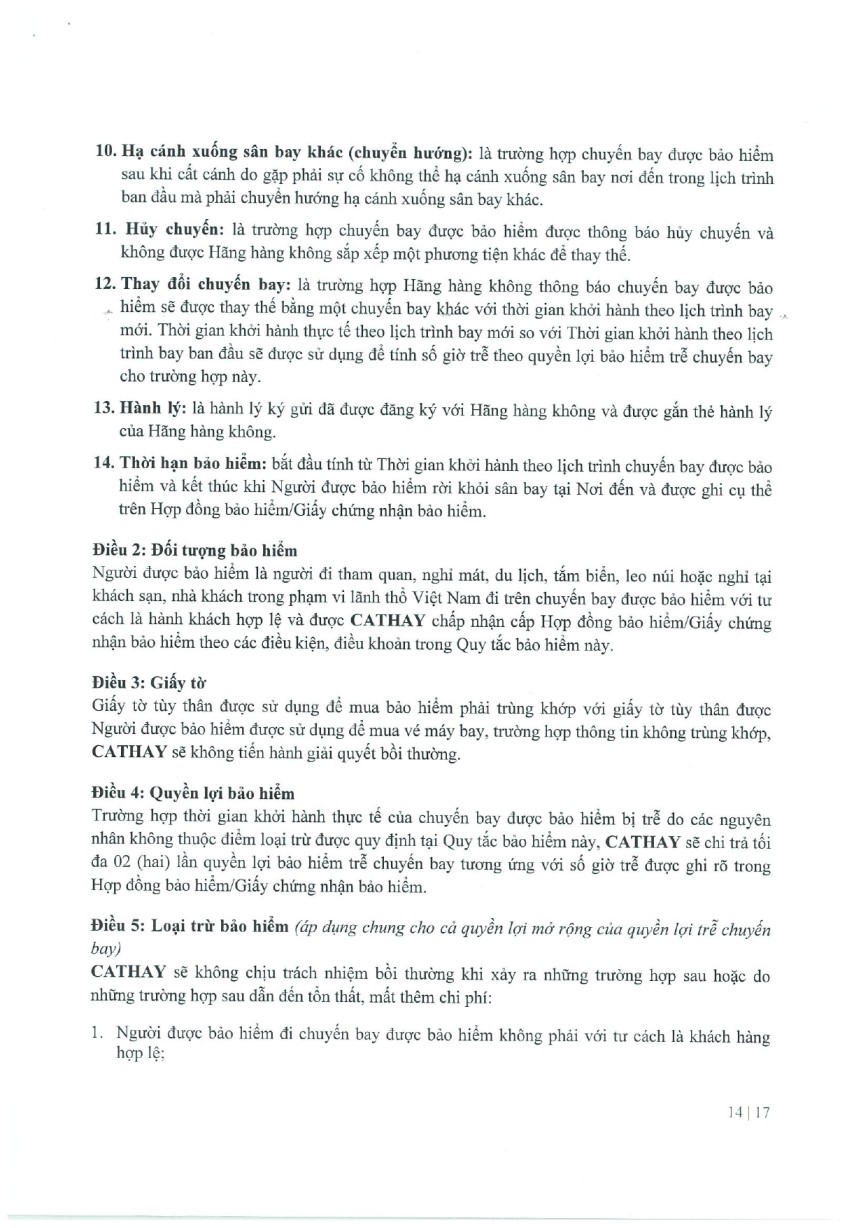 10. Hạ cánh xuống sân bay khác (chuyển hướng): là trường hợp chuyến bay được bảo hiểm
sau khi cất cánh do gặp phải sự cố không thể hạ cánh xuống sân bay nơi đến trong lịch trình
ban đầu mà phải chuyển hướng hạ cánh xuống sân bay khác.
11. Hủy chuyến: là trường hợp chuyến bay được bảo hiểm được thông báo hủy chuyến và
không được Hãng hàng không sắp xếp một phương tiện khác để thay thế.
12. Thay đổi chuyến bay: là trường hợp Hãng hàng không thông báo chuyến bay được bảo
hiểm sẽ được thay thế bằng một chuyến bay khác với thời gian khởi hành theo lịch trình bay
mới. Thời gian khởi hành thực tế theo lịch trình bay mới so với Thời gian khởi hành theo lịch
trình bay ban đầu sẽ được sử dụng để tính số giờ trễ theo quyền lợi bảo hiểm trễ chuyến bay
cho trường hợp này.
13. Hành lý: là hành lý ký gửi đã được đăng ký với Hãng hàng không và được gắn thẻ hành lý
của Hãng hàng không.
14. Thời hạn bảo hiểm: bắt đầu tính từ Thời gian khởi hành theo lịch trình chuyến bay được bảo
hiểm và kết thúc khi Người được bảo hiểm rời khỏi sân bay tại Nơi đến và được ghi cụ thể
trên Hợp đồng bảo hiểm/Giấy chứng nhận bảo hiểm.
Điều 2: Đối tượng bảo hiểm
Người được bảo hiểm là người đi tham quan, nghỉ mát, du lịch, tắm biển, leo núi hoặc nghỉ tại
khách sạn, nhà khách trong phạm vi lãnh thổ Việt Nam đi trên chuyến bay được bảo hiểm với tư
cách là hành khách hợp lệ và được CATHAY chấp nhận cấp Hợp đồng bảo hiểm/Giấy chứng
nhận bảo hiểm theo các điều kiện, điều khoản trong Quy tắc bảo hiểm này.
Điều 3: Giấy tờ
Giấy tờ tùy thân được sử dụng để mua bảo hiểm phải trùng khớp với giấy tờ tùy thân được
Người được bảo hiểm được sử dụng để mua vé máy bay, trường hợp thông tin không trùng khớp,
CATHAY sẽ không tiến hành giải quyết bồi thường.
Điều 4: Quyền lợi bảo hiểm
Trường hợp thời gian khởi hành thực tế của chuyến bay được bảo hiểm bị trễ do các nguyên
nhân không thuộc điểm loại trừ được quy định tại Quy tắc bảo hiểm này, CATHAY sẽ chi trả tối
đa 02 (hai) lần quyền lợi bảo hiểm trễ chuyến bay tương ứng với số giờ trễ được ghi rõ trong
Hợp đồng bảo hiểm/Giấy chứng nhận bảo hiểm.
Điều 5: Loại trừ bảo hiểm (áp dụng chung cho cả quyền lợi mở rộng của quyền lợi trễ chuyến
bay)
CATHAY sẽ không chịu trách nhiệm bồi thường khi xảy ra những trường hợp sau hoặc do
những trường hợp sau dẫn đến tổn thất, mất thêm chi phí:
1. Người được bảo hiểm đi chuyến bay được bảo hiểm không phải với tư cách là khách hàng
hợp lệ;
14 | 17